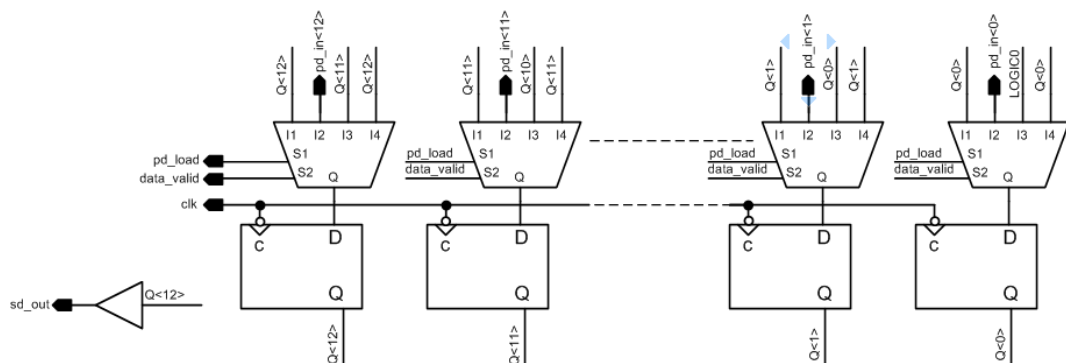 Q<12> pd_in<12> Q<11> Q<12> Q<11> pd_in<11> Q<10> Q<11> Q<1> pd_in<1> Q<0> Q<1> Q<0> pd_in<0> LOGIC0 Q<0>
I1 I2 I3 I4 I1 I2 I3 I4 I1 I2 I3 I4 I1 I2 I3 I4
pd_load S1 pd_load S1 pd_load S1 pd_load S1
data_valid S2 Q data_valid S2 Q data_valid S2 Q data_valid S2 Q
clk
C D C D C D C D
Q Q Q Q
sd_out Q<12>
Q<12> Q<11> Q<1> Q<0>